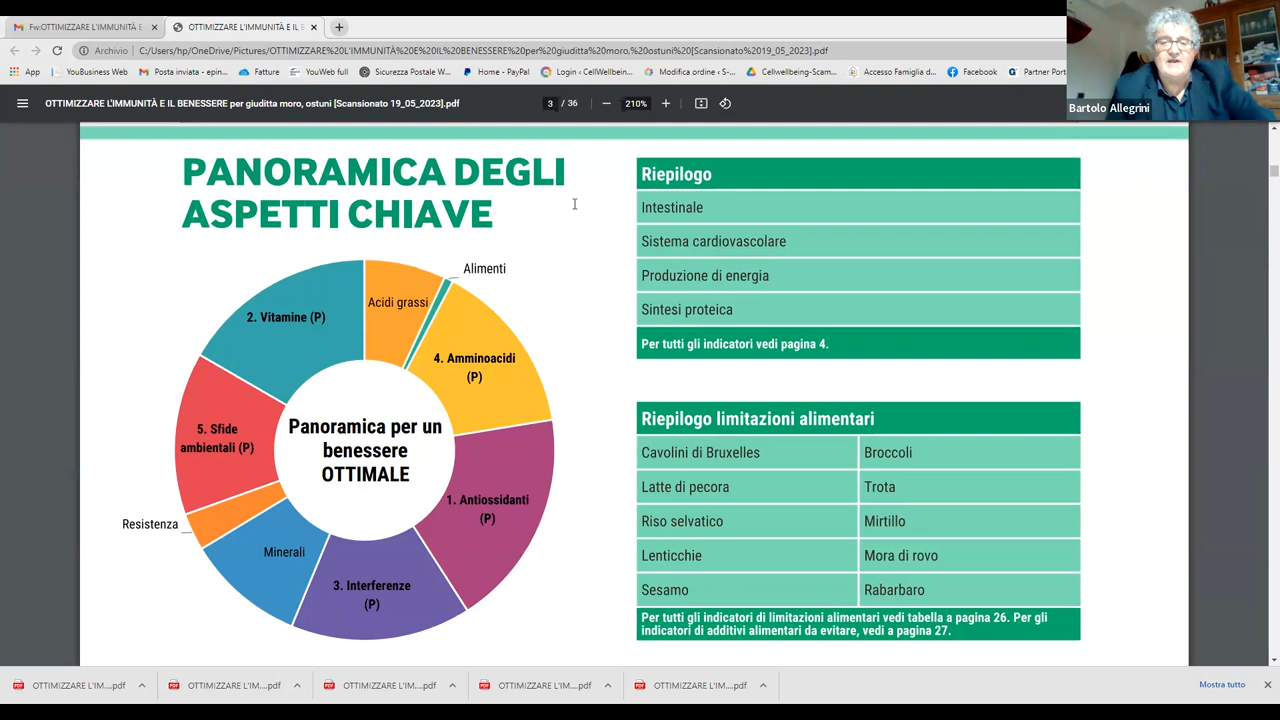 Fw:OTTIMIZZARE L'IMMUNITÀ E
OTTIMIZZARE L'IMMUNITÀ E IL B
Archivio
C:/Users/hp/OneDrive/Pictures/OTTIMIZZARE%20L'IMMUNITÀ%20E%20IL%20BENESSERE%20per%20giuditta%20moro,%20ostuni%20[Scansionato%2019_05_2023].pdf
App
YouBusiness Web
Posta inviata - epin...
Fatture
YouWeb full
Sicurezza Postale W...
Home - PayPal
Login ‹ CellWellbein...
Modifica ordine ‹ S-...
Cellwellbeing-Scam...
Accesso Famiglia d...
Facebook
Partner Port
Bartolo Allegrini
OTTIMIZZARE L'IMMUNITÀ E IL BENESSERE per giuditta moro, ostuni [Scansionato 19_05_2023].pdf
3 / 36
210%
PANORAMICA DEGLI
ASPETTI CHIAVE
Alimenti
Acidi grassi
2. Vitamine (P)
4. Amminoacidi
(P)
5. Sfide
ambientali (P)
Panoramica per un
benessere
OTTIMALE
1. Antiossidanti
(P)
Resistenza
Minerali
3. Interferenze
(P)
Riepilogo
Intestinale
Sistema cardiovascolare
Produzione di energia
Sintesi proteica
Per tutti gli indicatori vedi pagina 4.
Riepilogo limitazioni alimentari
Cavolini di Bruxelles
Broccoli
Latte di pecora
Trota
Riso selvatico
Mirtillo
Lenticchie
Mora di rovo
Sesamo
Rabarbaro
Per tutti gli indicatori di limitazioni alimentari vedi tabella a pagina 26. Per gli
indicatori di additivi alimentari da evitare, vedi a pagina 27.
OTTIMIZZARE L'IM....pdf
OTTIMIZZARE L'IM....pdf
OTTIMIZZARE L'IM....pdf
OTTIMIZZARE L'IM....pdf
OTTIMIZZARE L'IM....pdf
Mostra tutto